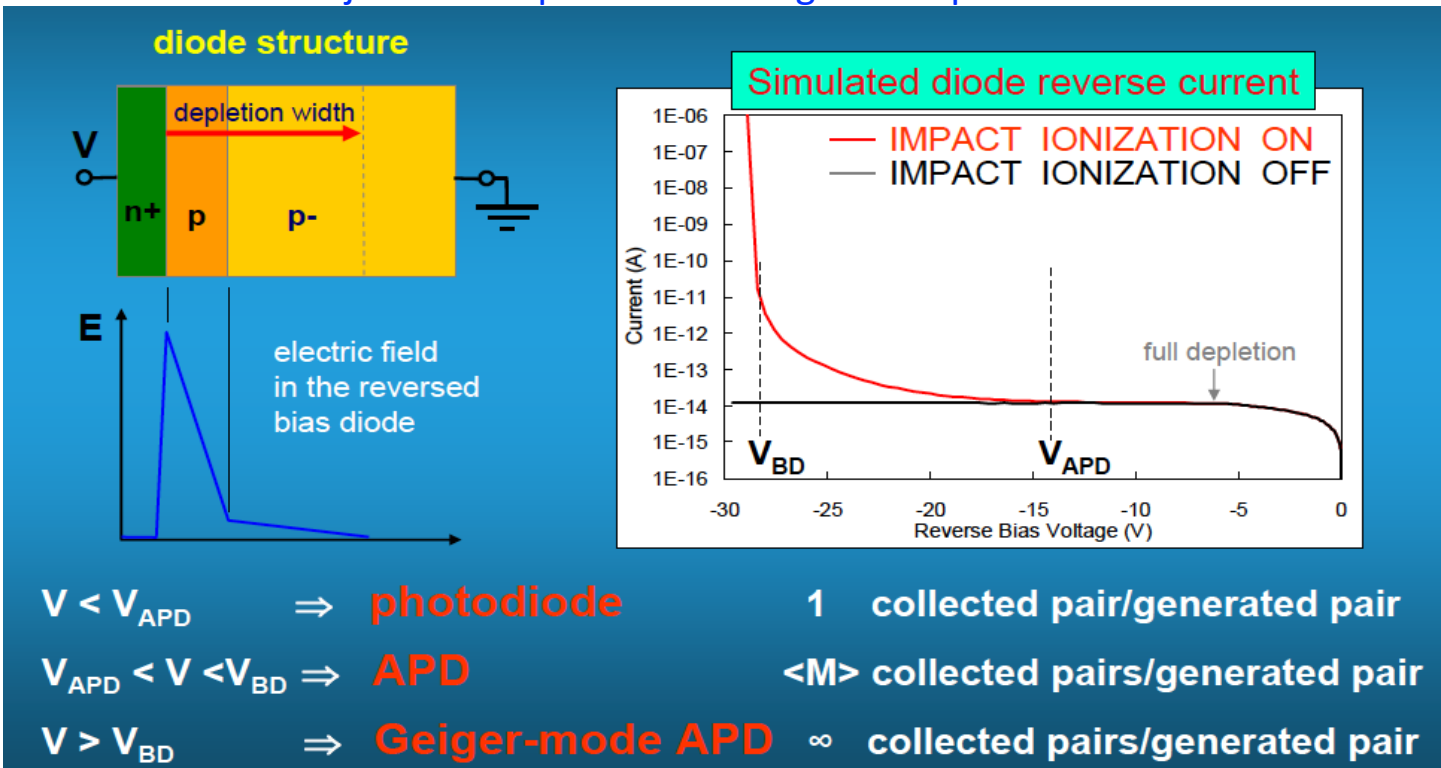 diode structure
depletion width
V
n+
p
p-
E
electric field
in the reversed
bias diode
Simulated diode reverse current
IMPACT IONIZATION ON
IMPACT IONIZATION OFF
Current (A)
1E-06
1E-07
1E-08
1E-09
1E-10
1E-11
1E-12
1E-13
1E-14
1E-15
1E-16
full depletion
VBD
VAPD
-30 -25 -20 -15 -10 -5 0
Reverse Bias Voltage (V)
V < VAPD ⇒ photodiode 1 collected pair/generated pair
VAPD < V <VBD ⇒ APD <M> collected pairs/generated pair
V > VBD ⇒ Geiger-mode APD ∞ collected pairs/generated pair